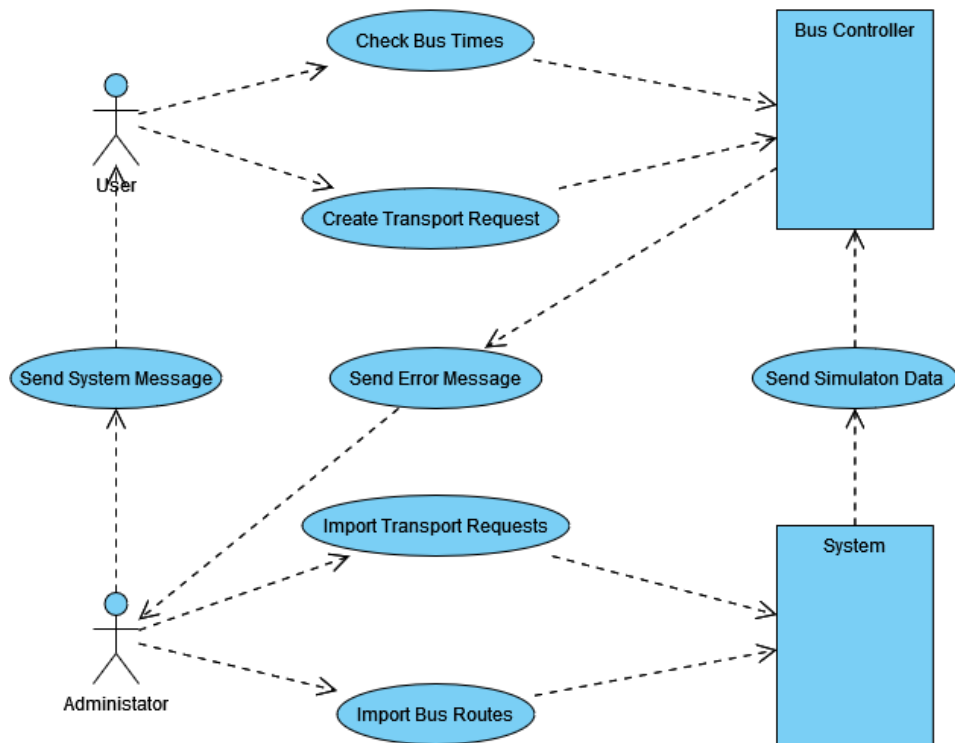 Check Bus Times
Bus Controller
User
Create Transport Request
Send System Message
Send Error Message
Send Simulaton Data
Import Transport Requests
System
Administator
Import Bus Routes